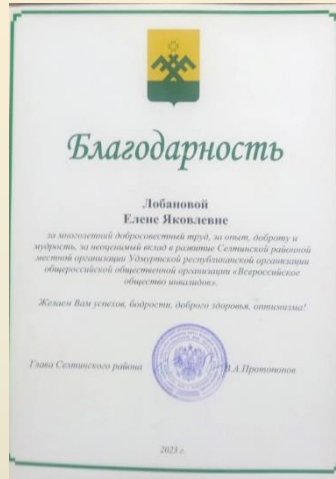 Благодарность
Лобановой
Елене Яковлевне
за многолетний добросовестный труд, за опыт, доброту и
мудрость, за неоценимый вклад в развитие Селтинской районной
местной организации Удмуртской республиканской организации
общероссийской общественной организации «Всероссийское
общество инвалидов».
Желаем Вам успехов, бодрости, доброго здоровья, оптимизма!
Глава Селтинского района
В.А.Протопопов
2023 г.